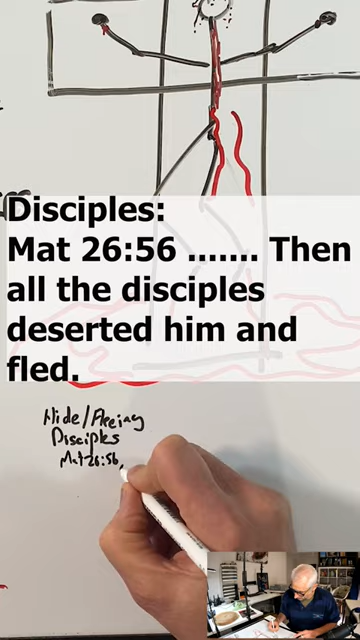 Disciples:
Mat 26:56 ....... Then
all the disciples
deserted him and
fled.
Hide/Fleeing
Disciples
Mat 26:56,